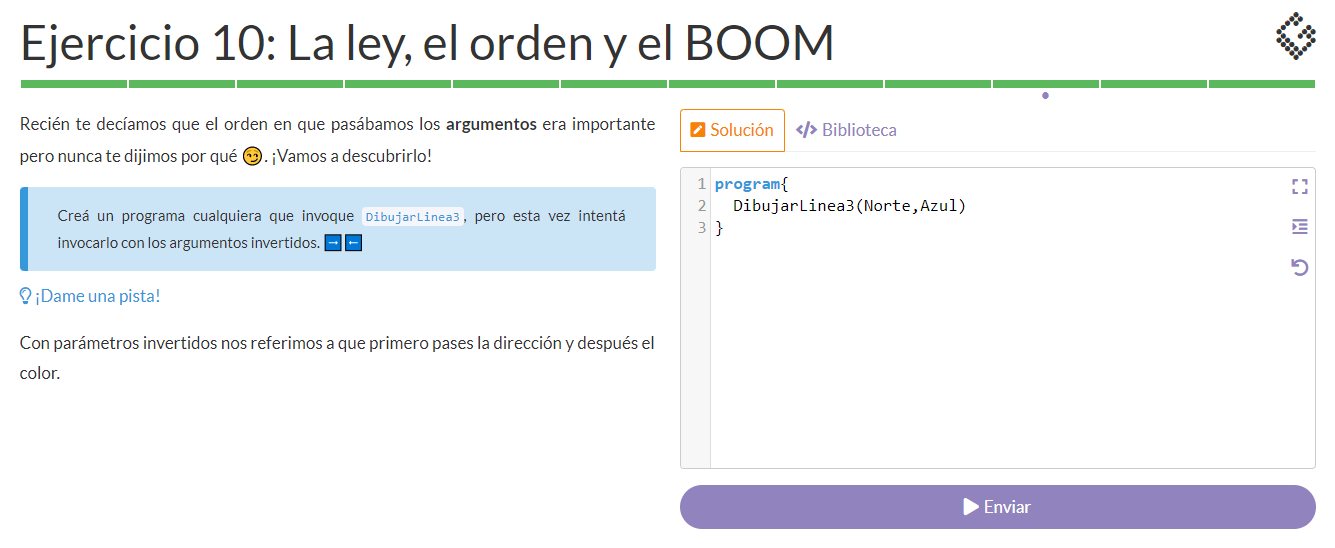 Ejercicio 10: La ley, el orden y el BOOM
Recién te decíamos que el orden en que pasábamos los argumentos era importante
pero nunca te dijimos por qué 😏. ¡Vamos a descubrirlo!
Creá un programa cualquiera que invoque DibujarLinea3, pero esta vez intentá
invocarlo con los argumentos invertidos. ➡️ ⬅️
¡Dame una pista!
Con parámetros invertidos nos referimos a que primero pases la dirección y después el
color.
Solución
</> Biblioteca
1 program{
2 DibujarLinea3(Norte,Azul)
3 }
Enviar